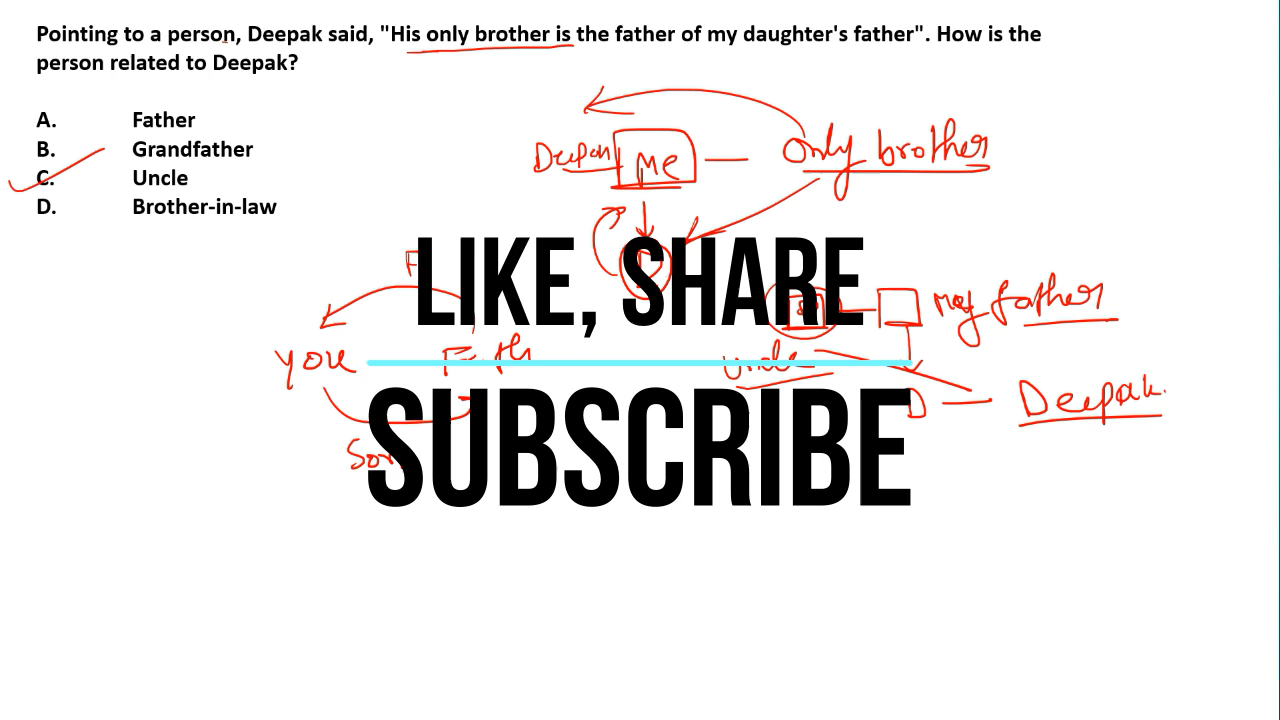 Pointing to a person, Deepak said, "His only brother is the father of my daughter's father". How is the
person related to Deepak?
A. Father
B. Grandfather
C. Uncle
D. Brother-in-law
Me — only brother
LIKE, SHARE
my father
you
uncle
SUBSCRIBE
D — Deepak.